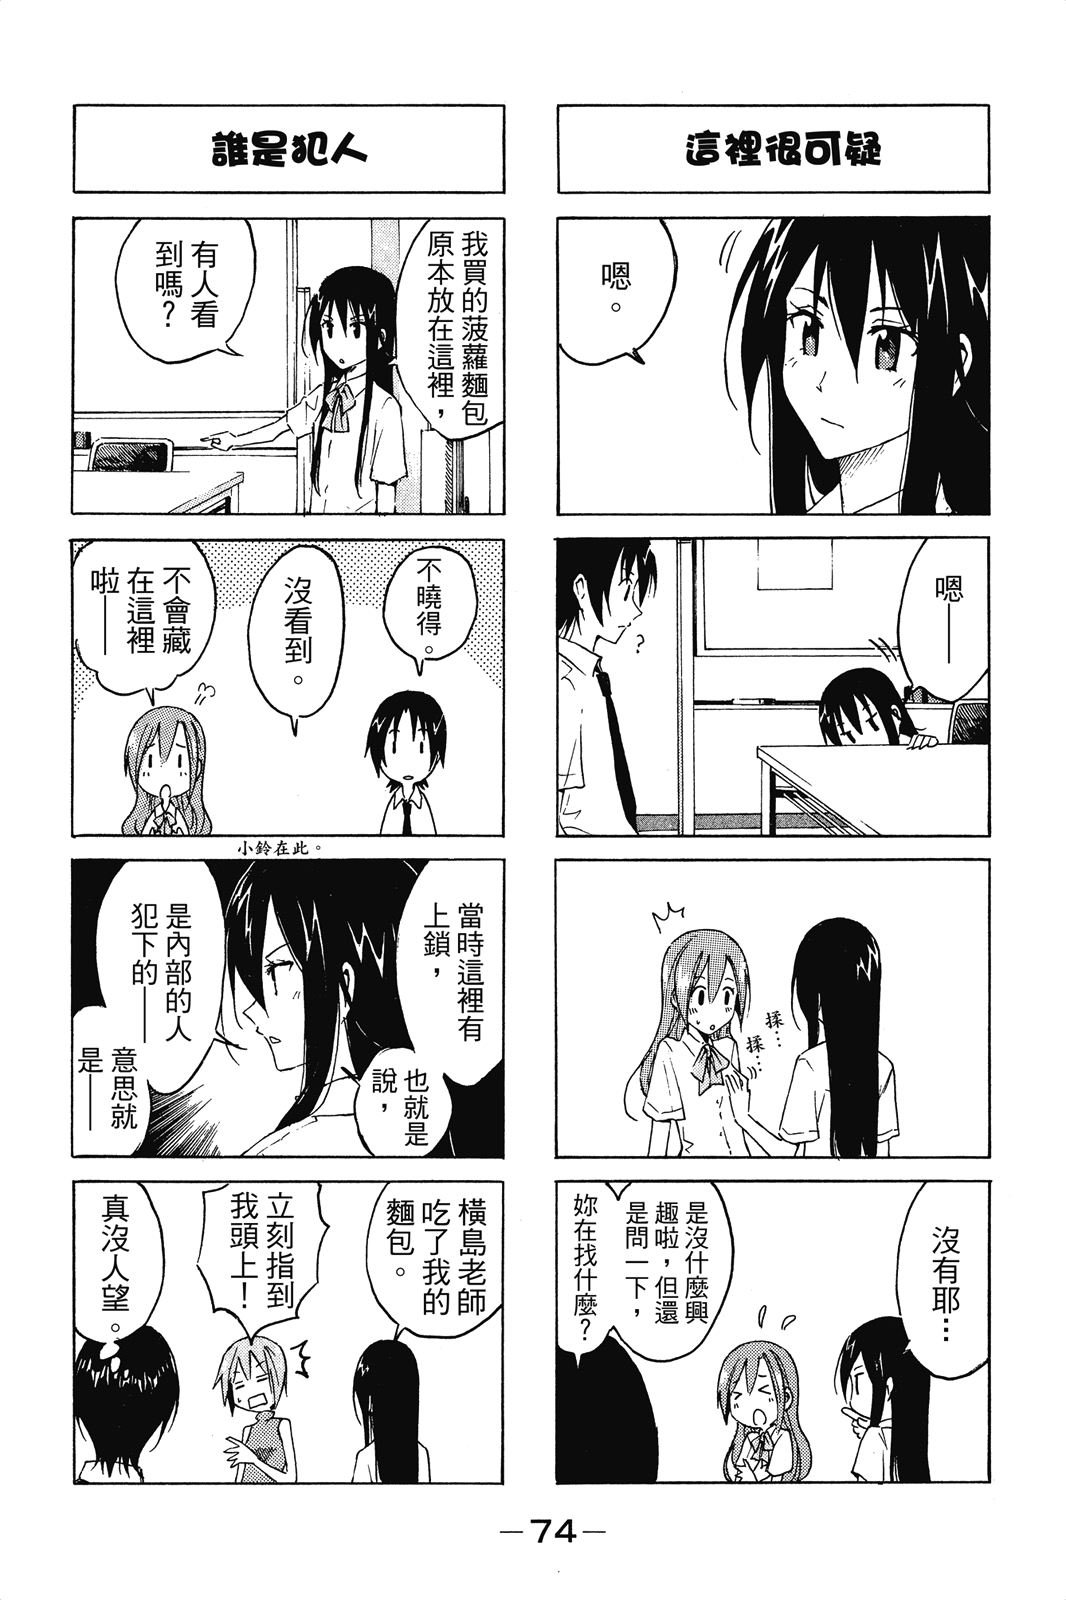 這裡很可疑
嗯。
嗯——
?
揉…
揉…
沒有耶…
是沒什麼興
趣啦，但還
是問一下，
妳在找什麼?
誰是犯人
我買的菠蘿麵包
原本放在這裡，
有人看
到嗎?
不曉得。
沒看到。
不會藏
在這裡
啦——
小鈴在此。
當時這裡有
上鎖，
也就是
說，
是內部的人
犯下的——
意思就
是——
橫島老師
吃了我的
麵包。
立刻指到
我頭上!
真沒人望。
—74—